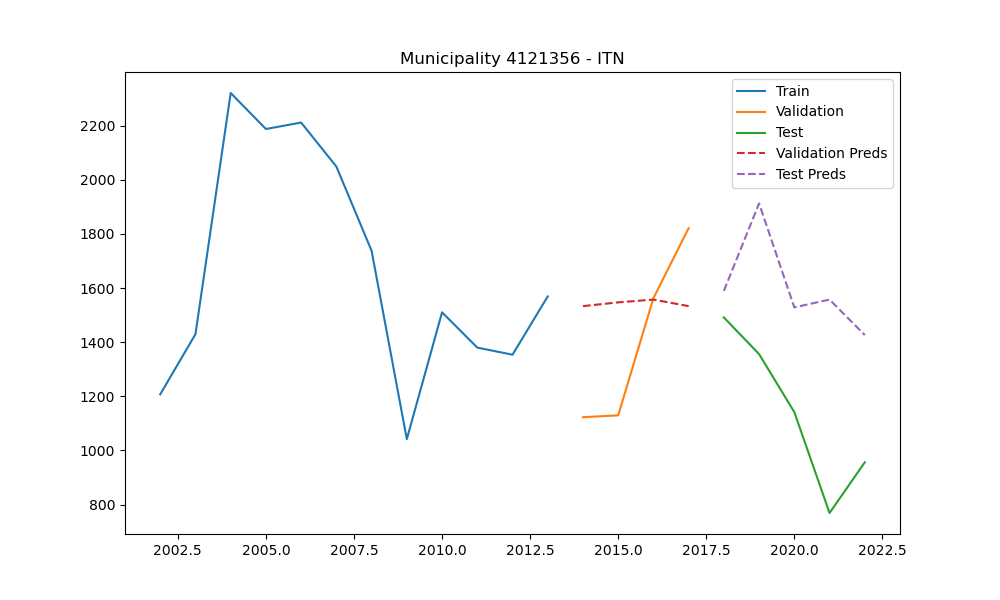 Municipality 4121356 - ITN
Train
Validation
Test
Validation Preds
Test Preds
2200
2000
1800
1600
1400
1200
1000
800
2002.5 2005.0 2007.5 2010.0 2012.5 2015.0 2017.5 2020.0 2022.5